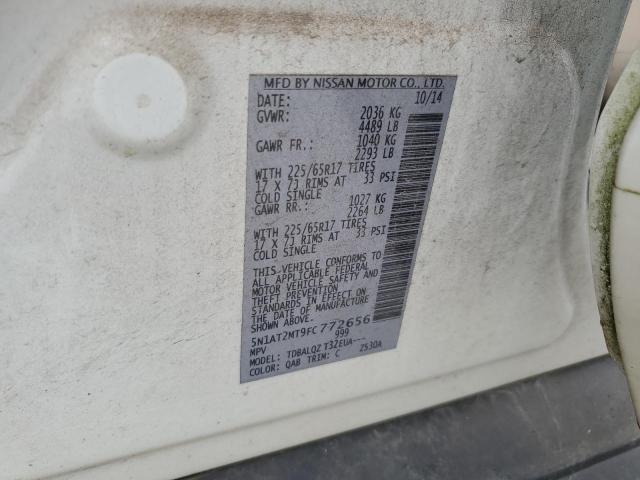 MFD BY NISSAN MOTOR CO., LTD.
DATE: 10/14
GVWR: 2036 KG
4489 LB
GAWR FR.: 1040 KG
2293 LB
WITH 225/65R17 TIRES
17 X 7J RIMS AT 33 PSI
COLD SINGLE
GAWR RR.: 1027 KG
2264 LB
WITH 225/65R17 TIRES
17 X 7J RIMS AT 33 PSI
COLD SINGLE
THIS VEHICLE CONFORMS TO
ALL APPLICABLE FEDERAL
MOTOR VEHICLE SAFETY AND
THEFT PREVENTION
STANDARDS IN EFFECT ON
THE DATE OF MANUFACTURE
SHOWN ABOVE.
5N1AT2MT9FC772656
MPV 999
MODEL: TDBALQZ T32EUA---
COLOR: QAB TRIM: C Z530A